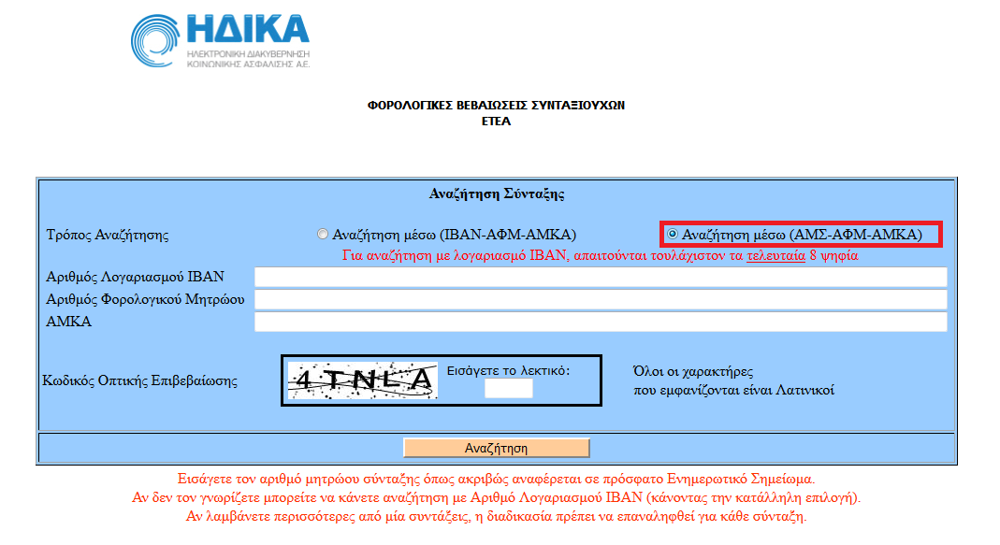 ΗΔΙΚΑ
ΗΛΕΚΤΡΟΝΙΚΗ ΔΙΑΚΥΒΕΡΝΗΣΗ
ΚΟΙΝΩΝΙΚΗΣ ΑΣΦΑΛΙΣΗΣ Α.Ε.
ΦΟΡΟΛΟΓΙΚΕΣ ΒΕΒΑΙΩΣΕΙΣ ΣΥΝΤΑΞΙΟΥΧΩΝ
ΕΤΕΑ
Αναζήτηση Σύνταξης
Τρόπος Αναζήτησης Αναζήτηση μέσω (ΙΒΑΝ-ΑΦΜ-ΑΜΚΑ) Αναζήτηση μέσω (ΑΜΣ-ΑΦΜ-ΑΜΚΑ)
Για αναζήτηση με λογαριασμό ΙΒΑΝ, απαιτούνται τουλάχιστον τα τελευταία 8 ψηφία
Αριθμός Λογαριασμού ΙΒΑΝ
Αριθμός Φορολογικού Μητρώου
ΑΜΚΑ
Κωδικός Οπτικής Επιβεβαίωσης
4TNLA
Εισάγετε το λεκτικό:
Όλοι οι χαρακτήρες
που εμφανίζονται είναι Λατινικοί
Αναζήτηση
Εισάγετε τον αριθμό μητρώου σύνταξης όπως ακριβώς αναφέρεται σε πρόσφατο Ενημερωτικό Σημείωμα.
Αν δεν τον γνωρίζετε μπορείτε να κάνετε αναζήτηση με Αριθμό Λογαριασμού ΙΒΑΝ (κάνοντας την κατάλληλη επιλογή).
Αν λαμβάνετε περισσότερες από μία συντάξεις, η διαδικασία πρέπει να επαναληφθεί για κάθε σύνταξη.